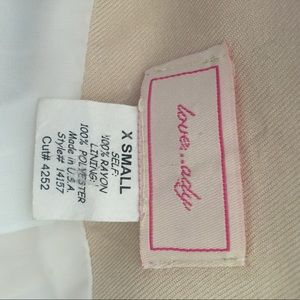 love...ady
X SMALL
SELF:
100% RAYON
LINING:
100% POLYESTER
Made in U.S.A.
Style# 14157
Cut# 4252